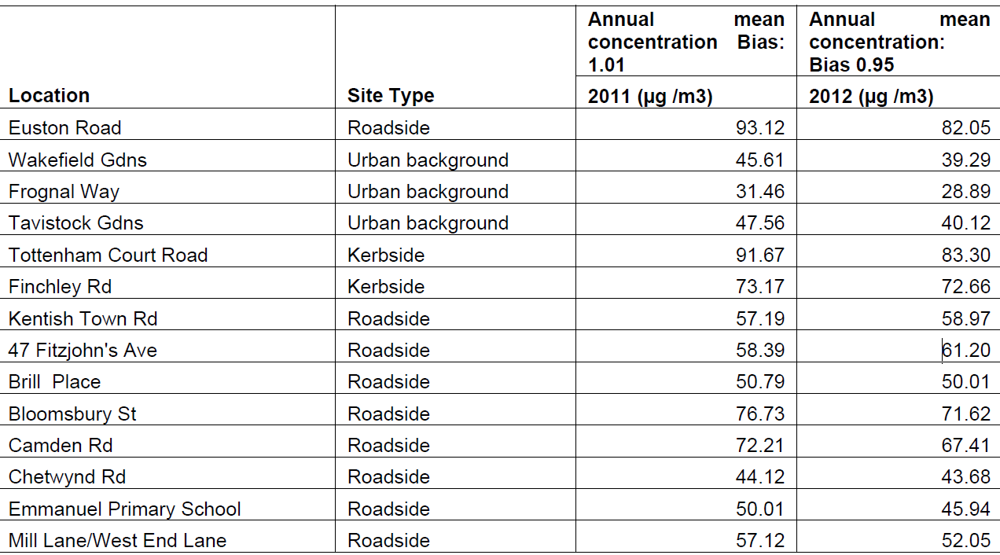 Annual mean concentration Bias: 1.01 Annual mean concentration: Bias 0.95
Location Site Type 2011 (µg /m3) 2012 (µg /m3)
Euston Road Roadside 93.12 82.05
Wakefield Gdns Urban background 45.61 39.29
Frognal Way Urban background 31.46 28.89
Tavistock Gdns Urban background 47.56 40.12
Tottenham Court Road Kerbside 91.67 83.30
Finchley Rd Kerbside 73.17 72.66
Kentish Town Rd Roadside 57.19 58.97
47 Fitzjohn's Ave Roadside 58.39 61.20
Brill Place Roadside 50.79 50.01
Bloomsbury St Roadside 76.73 71.62
Camden Rd Roadside 72.21 67.41
Chetwynd Rd Roadside 44.12 43.68
Emmanuel Primary School Roadside 50.01 45.94
Mill Lane/West End Lane Roadside 57.12 52.05